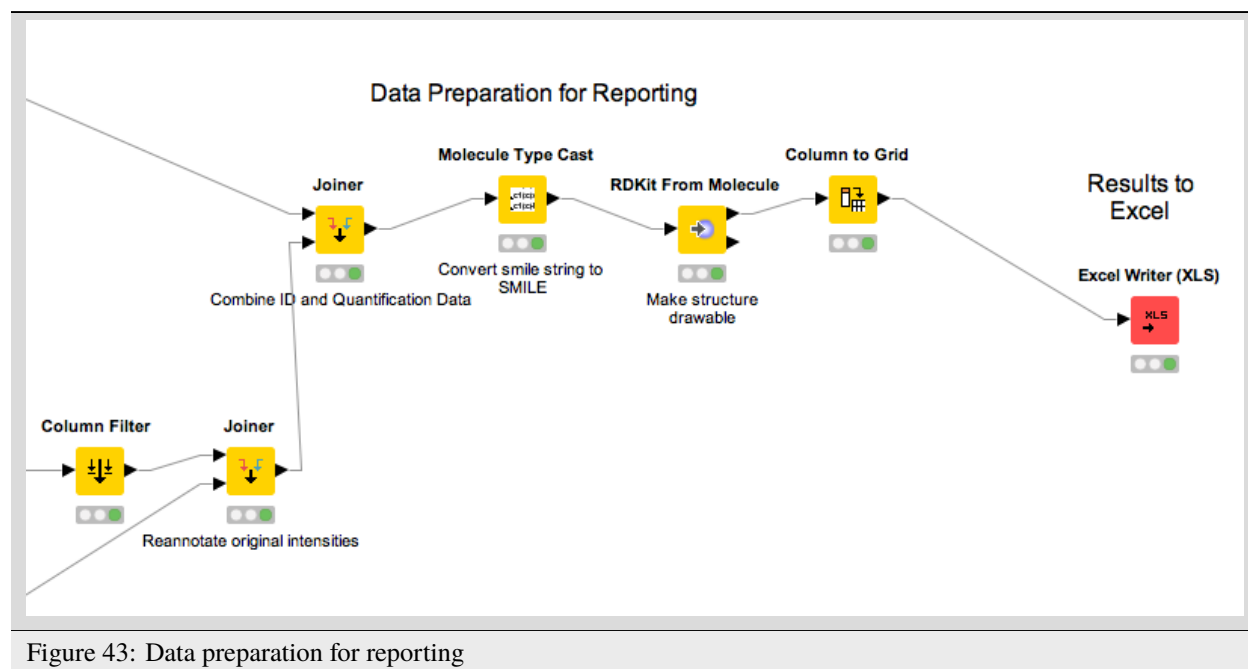 Data Preparation for Reporting
Molecule Type Cast
Column to Grid
Joiner
RDKit From Molecule
Results to
Excel
Convert smile string to
SMILE
Excel Writer (XLS)
Combine ID and Quantification Data
Make structure
drawable
XLS
Column Filter
Joiner
Reannotate original intensities
Figure 43: Data preparation for reporting